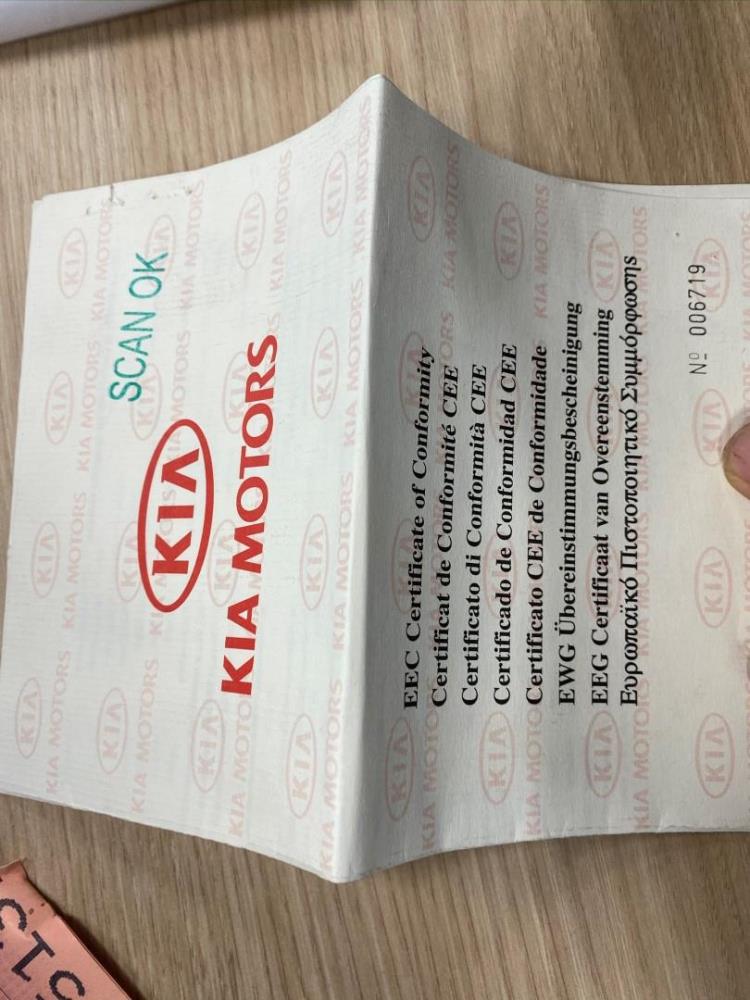 SCAN OK
KIA
KIA MOTORS
EEC Certificate of Conformity
Certificat de Conformité CEE
Certificato di Conformità CEE
Certificado de Conformidad CEE
Certificato CEE de Conformidade
EWG Übereinstimmungsbescheinigung
EEG Certificaat van Overeenstemming
Ευρωπαϊκό Πιστοποιητικό Συμμόρφωσης
Nº 006719